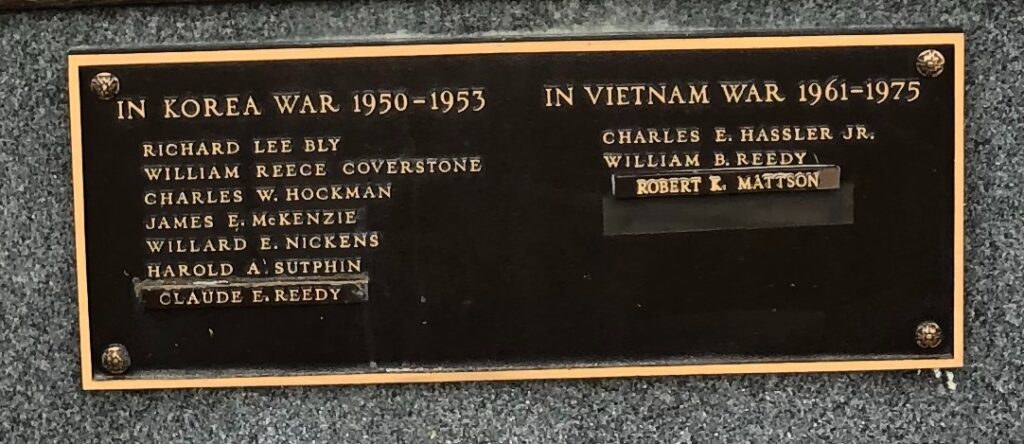 IN KOREA WAR 1950-1953
RICHARD LEE BLY
WILLIAM REECE COVERSTONE
CHARLES W. HOCKMAN
JAMES E. McKENZIE
WILLARD E. NICKENS
HAROLD A. SUTPHIN
CLAUDE E. REEDY
IN VIETNAM WAR 1961-1975
CHARLES E. HASSLER JR.
WILLIAM B. REEDY
ROBERT K. MATTSON